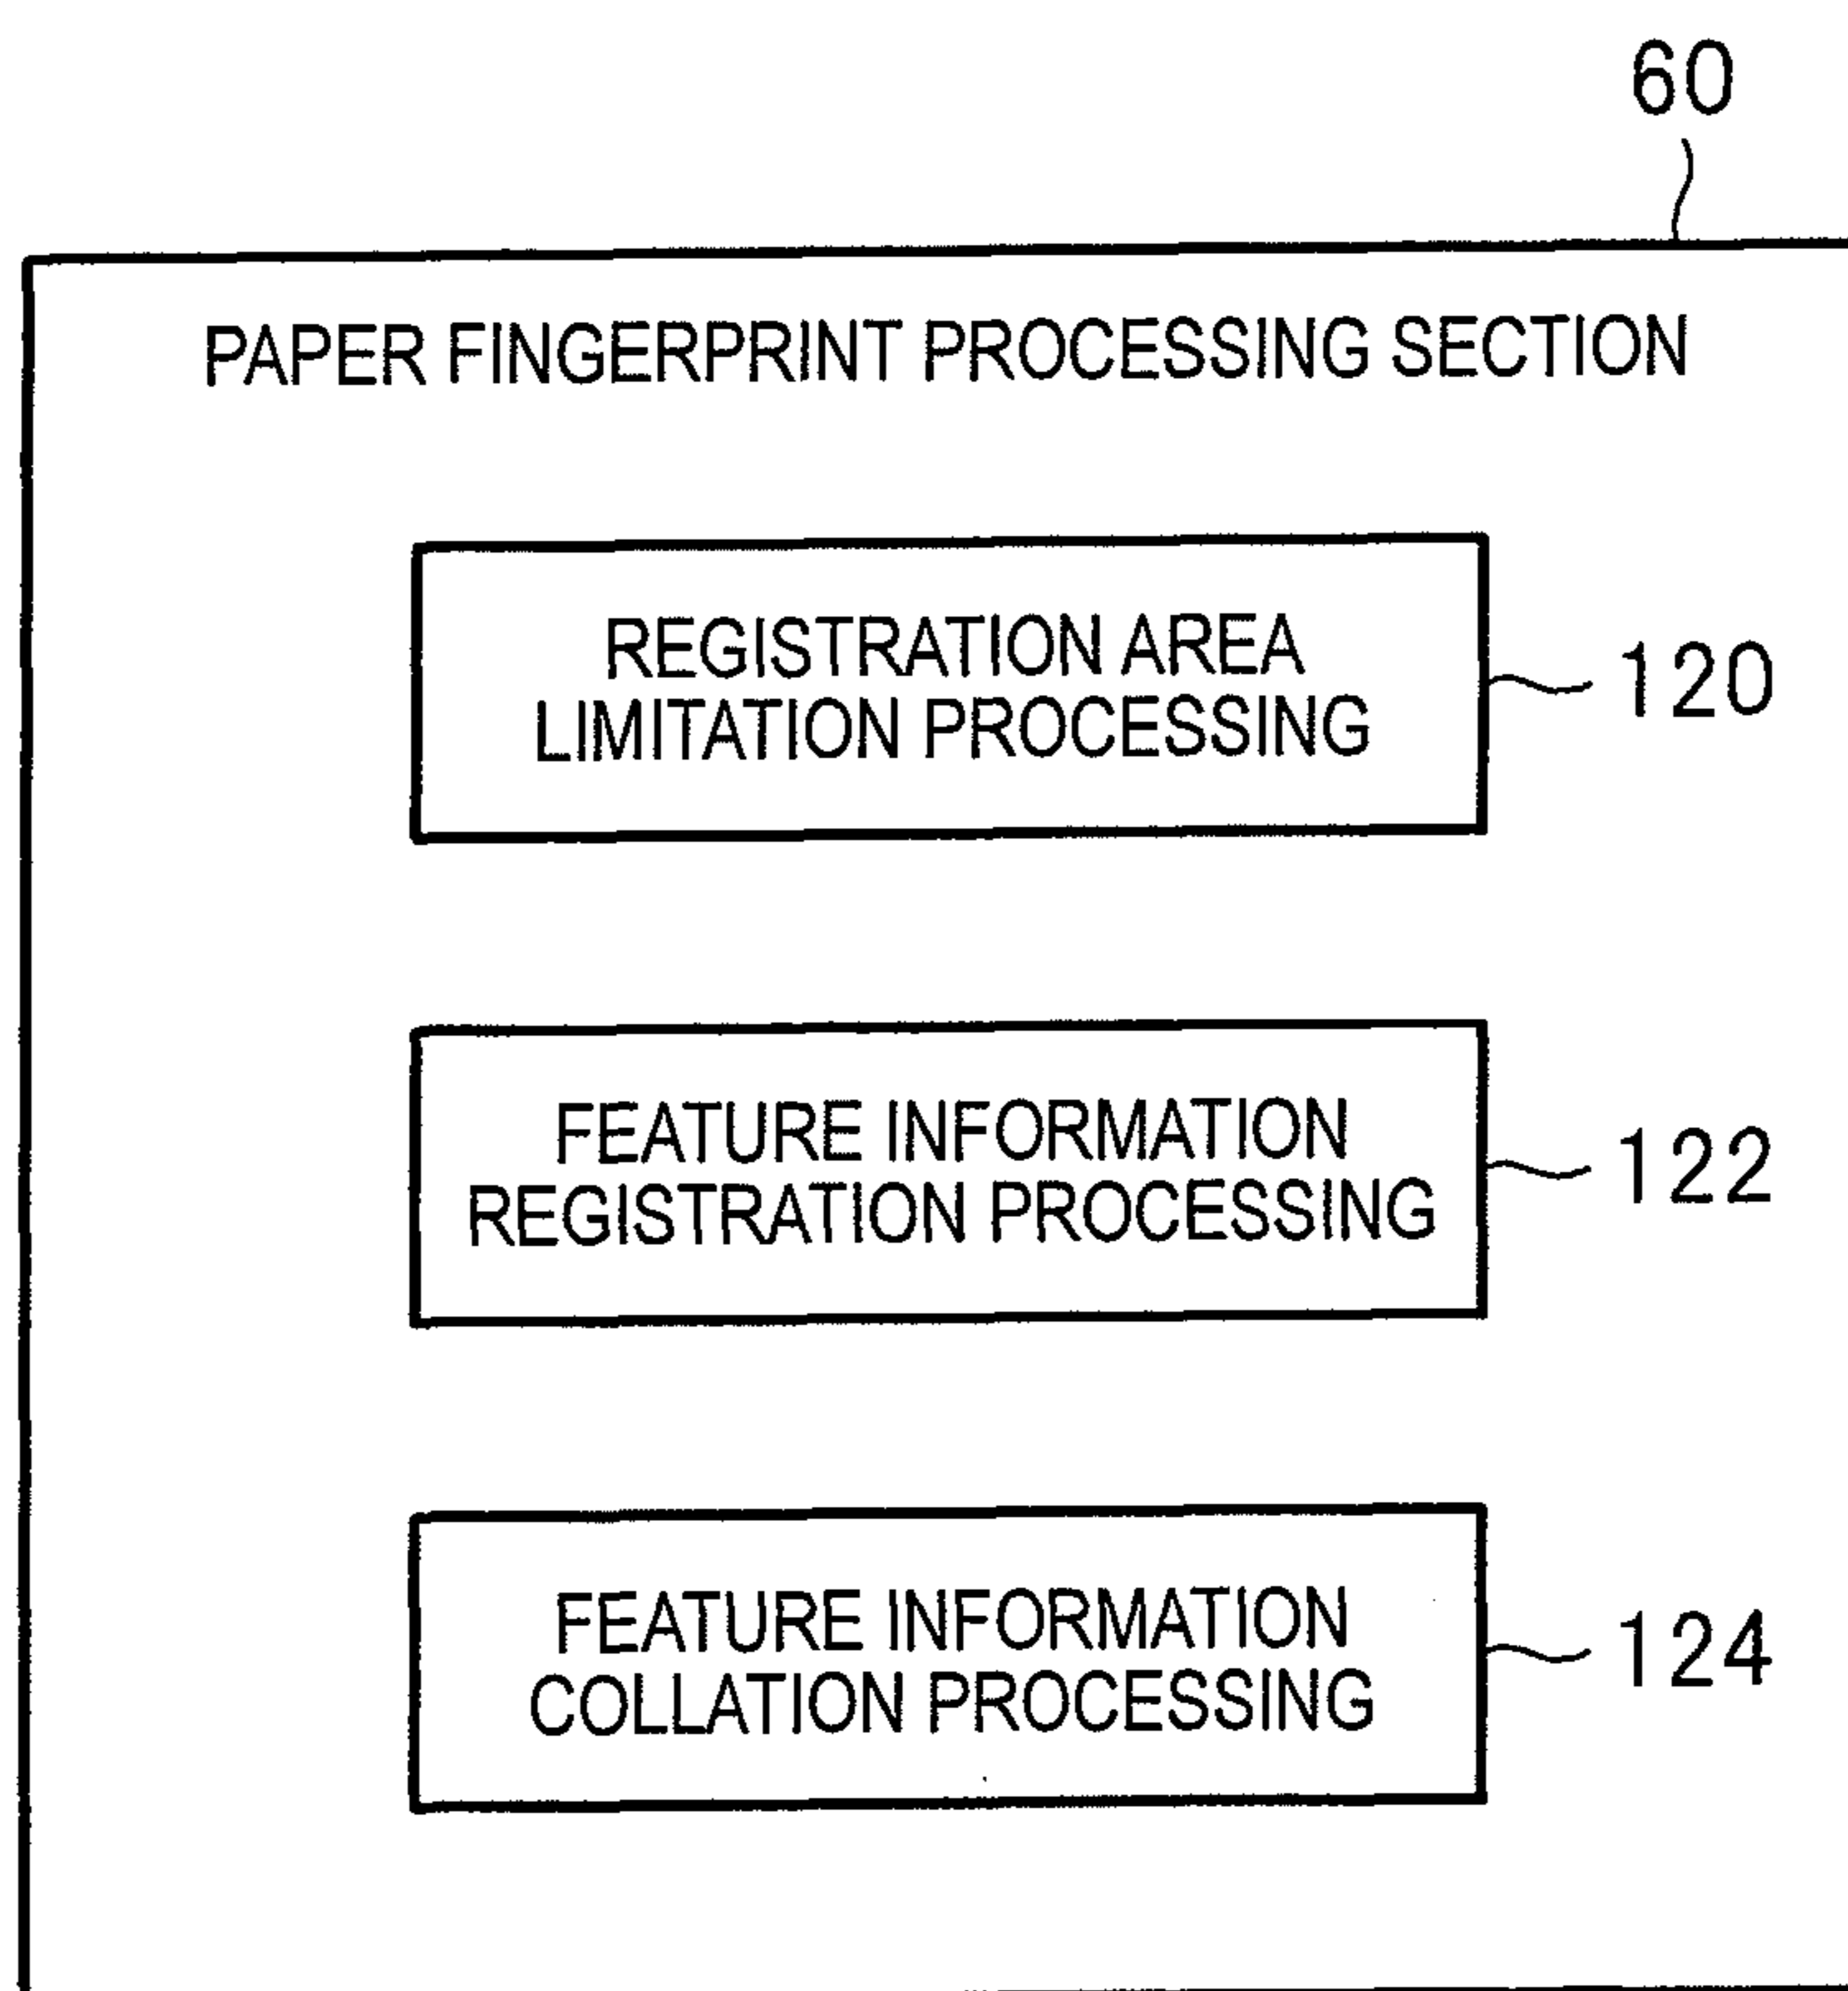 60
PAPER FINGERPRINT PROCESSING SECTION
REGISTRATION AREA
LIMITATION PROCESSING
120
FEATURE INFORMATION
REGISTRATION PROCESSING
122
FEATURE INFORMATION
COLLATION PROCESSING
124